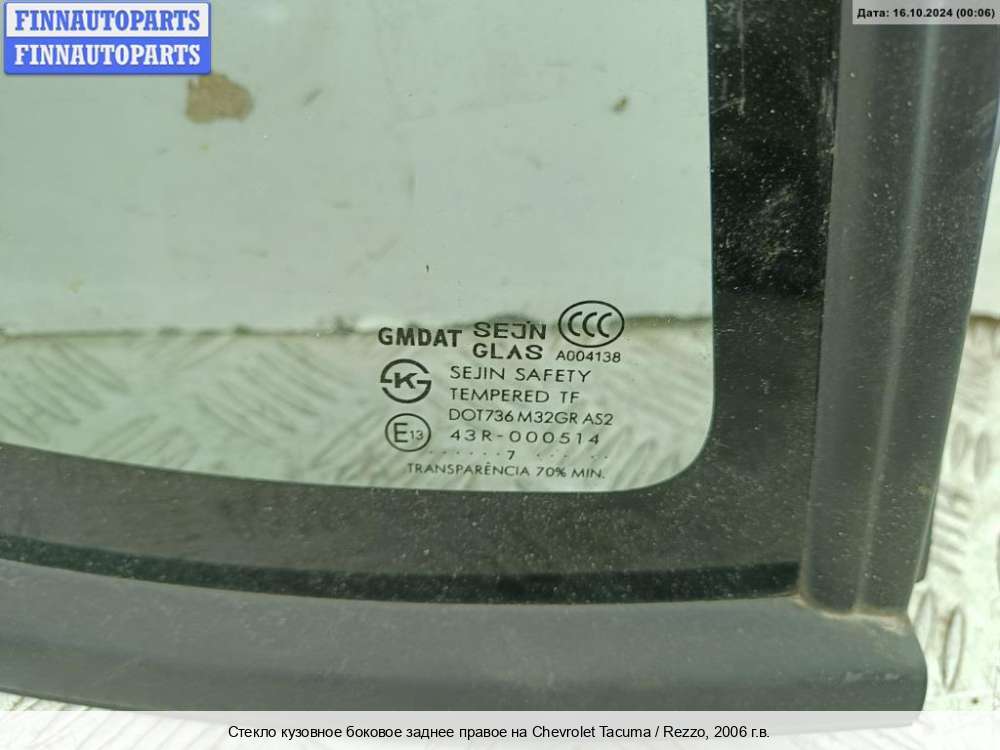 FINNAUTOPARTS
FINNAUTOPARTS
Дата: 16.10.2024 (00:06)
GMDAT SEJIN GLAS
CCC
A004138
K
SEJIN SAFETY
TEMPERED TF
DOT736 M32GR AS2
E13
43R-000514
. . . . . . 7 . . . . .
TRANSPARÊNCIA 70% MIN.
Стекло кузовное боковое заднее правое на Chevrolet Tacuma / Rezzo, 2006 г.в.